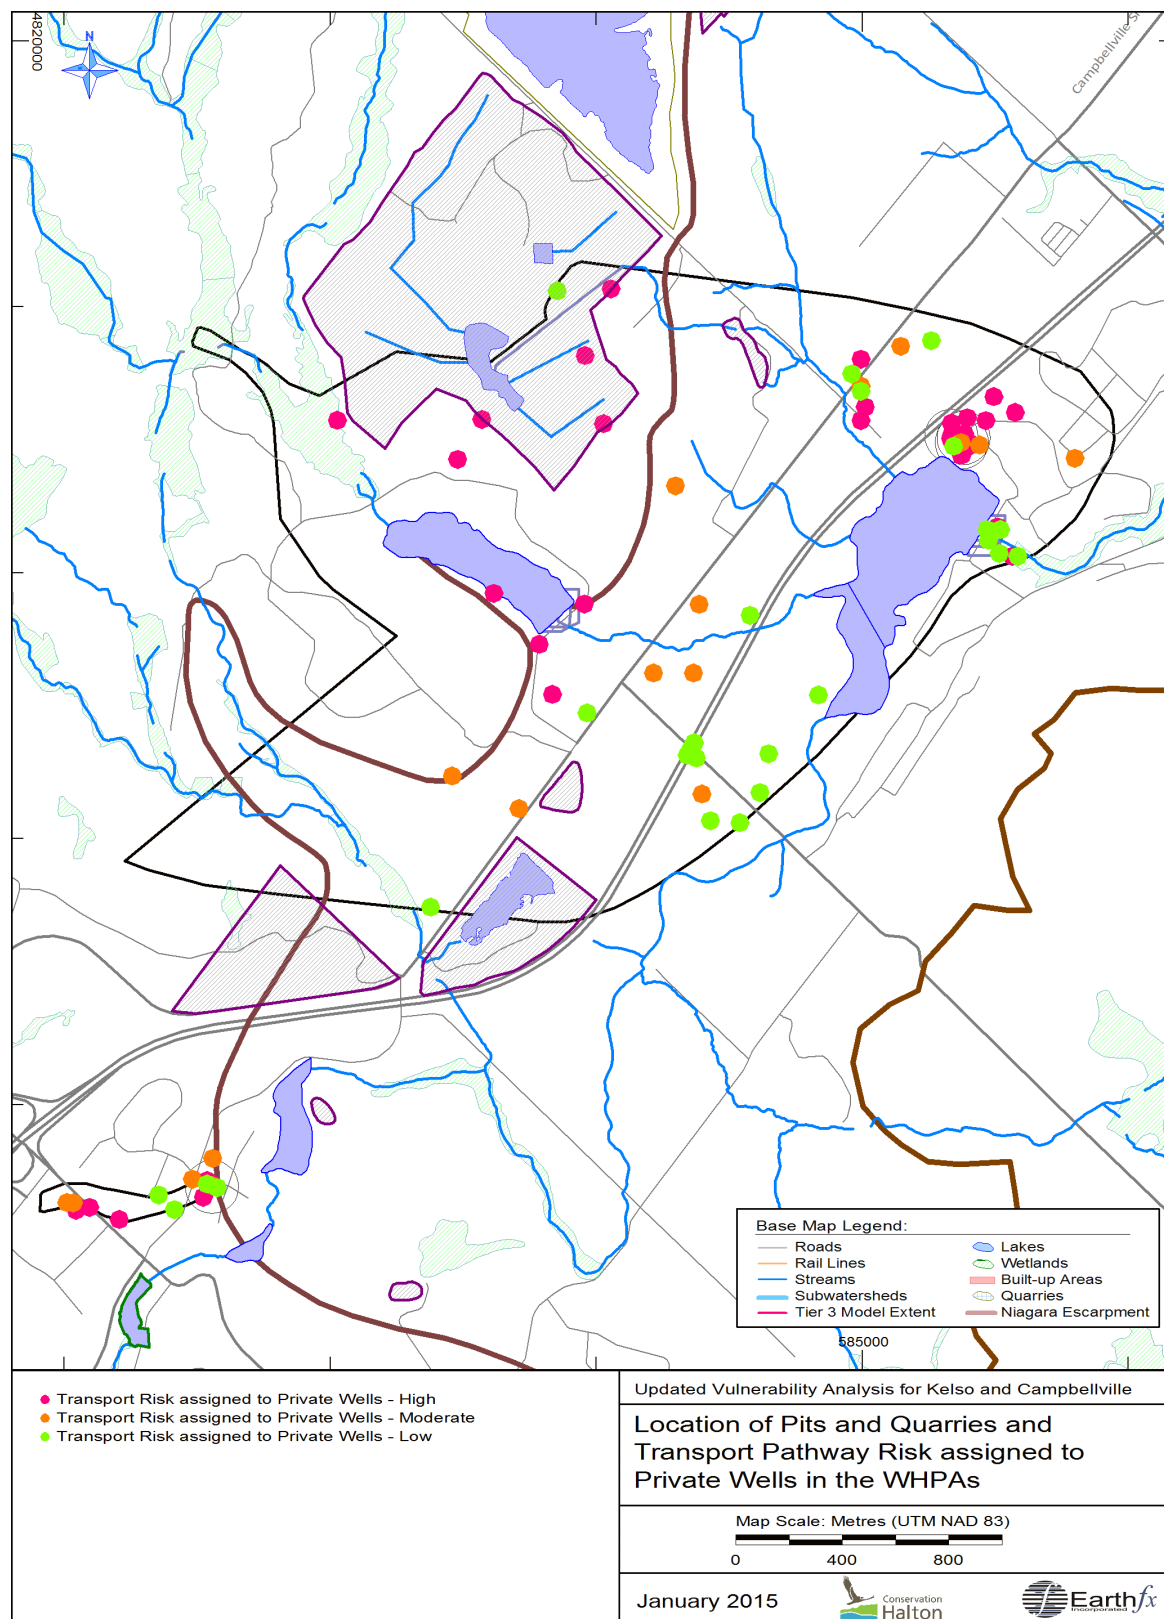 4820000
N
Campbellville S
Base Map Legend:
Roads
Rail Lines
Streams
Subwatersheds
Tier 3 Model Extent
Lakes
Wetlands
Built-up Areas
Quarries
Niagara Escarpment
585000
Transport Risk assigned to Private Wells - High
Transport Risk assigned to Private Wells - Moderate
Transport Risk assigned to Private Wells - Low
Updated Vulnerability Analysis for Kelso and Campbellville
Location of Pits and Quarries and
Transport Pathway Risk assigned to
Private Wells in the WHPAs
Map Scale: Metres (UTM NAD 83)
0 400 800
January 2015
Conservation
Halton
Earthfx
Incorporated